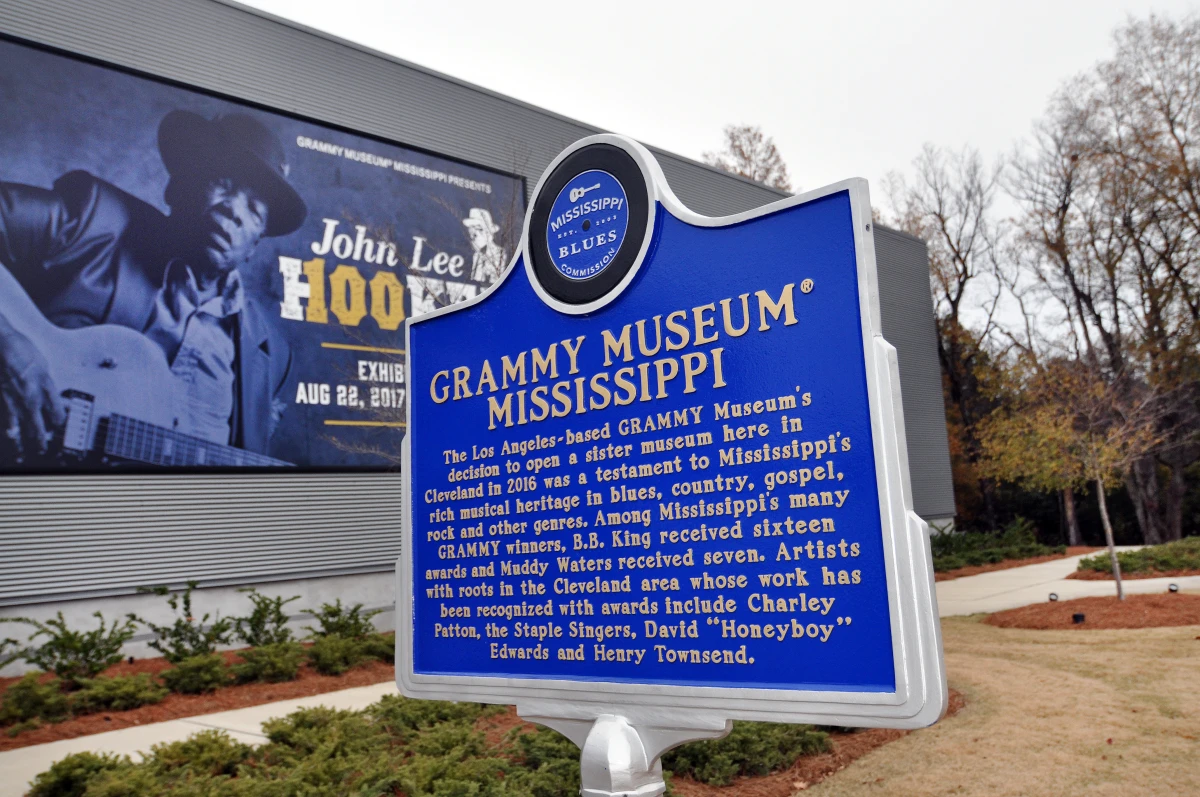 GRAMMY MUSEUM® MISSISSIPPI PRESENTS
John Lee
H100
EXHIB
AUG 22, 2017
MISSISSIPPI
EST. 2003
BLUES
COMMISSION
GRAMMY MUSEUM®
MISSISSIPPI
The Los Angeles-based GRAMMY Museum's
decision to open a sister museum here in
Cleveland in 2016 was a testament to Mississippi's
rich musical heritage in blues, country, gospel,
rock and other genres. Among Mississippi's many
GRAMMY winners, B.B. King received sixteen
awards and Muddy Waters received seven. Artists
with roots in the Cleveland area whose work has
been recognized with awards include Charley
Patton, the Staple Singers, David "Honeyboy"
Edwards and Henry Townsend.